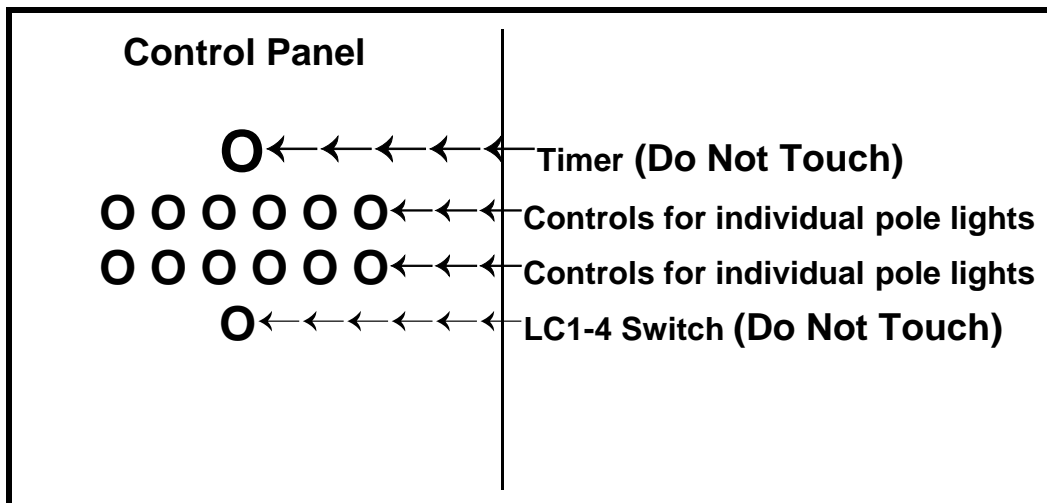 Control Panel
O Timer (Do Not Touch)
O O O O O O Controls for individual pole lights
O O O O O O Controls for individual pole lights
O LC1-4 Switch (Do Not Touch)